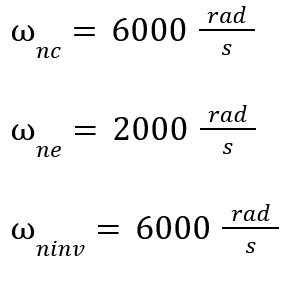 ω_nc = 6000 rad/s
ω_ne = 2000 rad/s
ω_ninv = 6000 rad/s